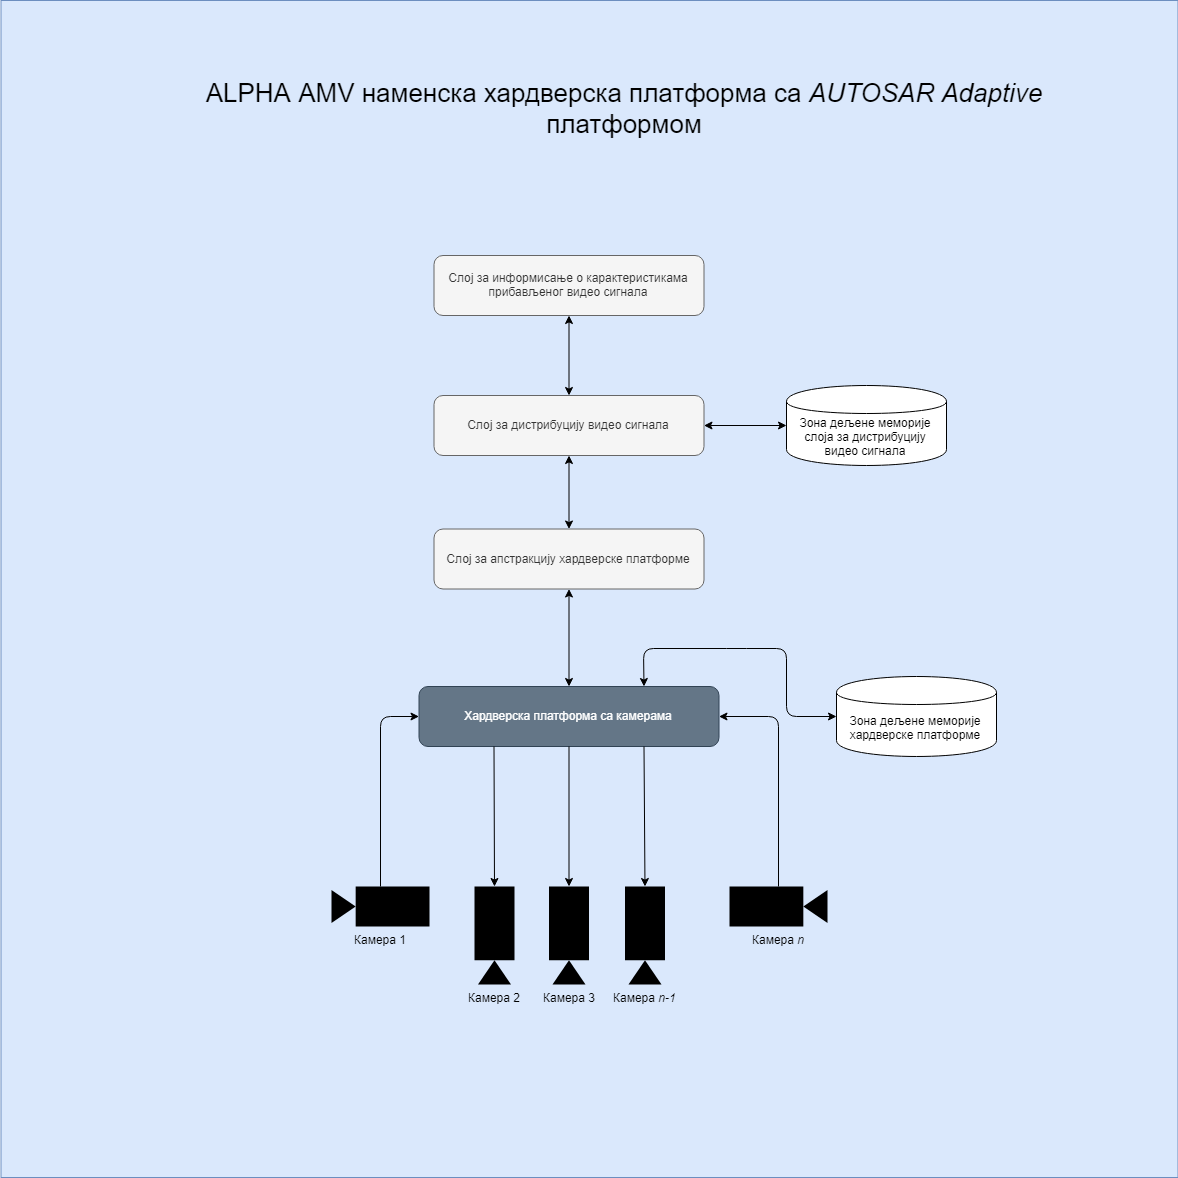 ALPHA AMV наменска хардверска платформа са AUTOSAR Adaptive
платформом
Слој за информисање о карактеристикама
прибављеног видео сигнала
Слој за дистрибуцију видео сигнала
Зона дељене меморије
слоја за дистрибуцију
видео сигнала
Слој за апстракцију хардверске платформе
Хардверска платформа са камерама
Зона дељене меморије
хардверске платформе
Камера 1
Камера n
Камера 2
Камера 3
Камера n-1